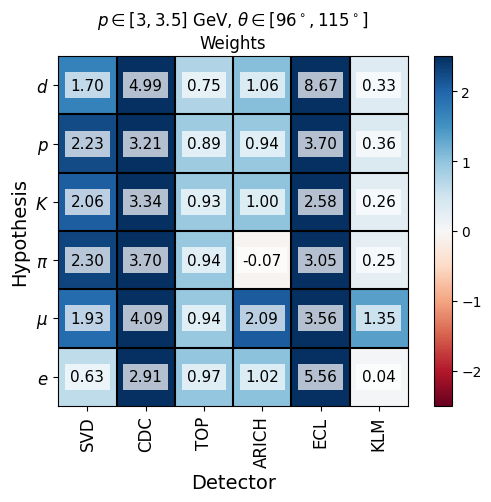 p ∈ [3, 3.5] GeV, θ ∈ [96°, 115°]
Weights
Hypothesis
d 1.70 4.99 0.75 1.06 8.67 0.33
p 2.23 3.21 0.89 0.94 3.70 0.36
K 2.06 3.34 0.93 1.00 2.58 0.26
π 2.30 3.70 0.94 -0.07 3.05 0.25
μ 1.93 4.09 0.94 2.09 3.56 1.35
e 0.63 2.91 0.97 1.02 5.56 0.04
SVD CDC TOP ARICH ECL KLM
Detector
2
1
0
−1
−2